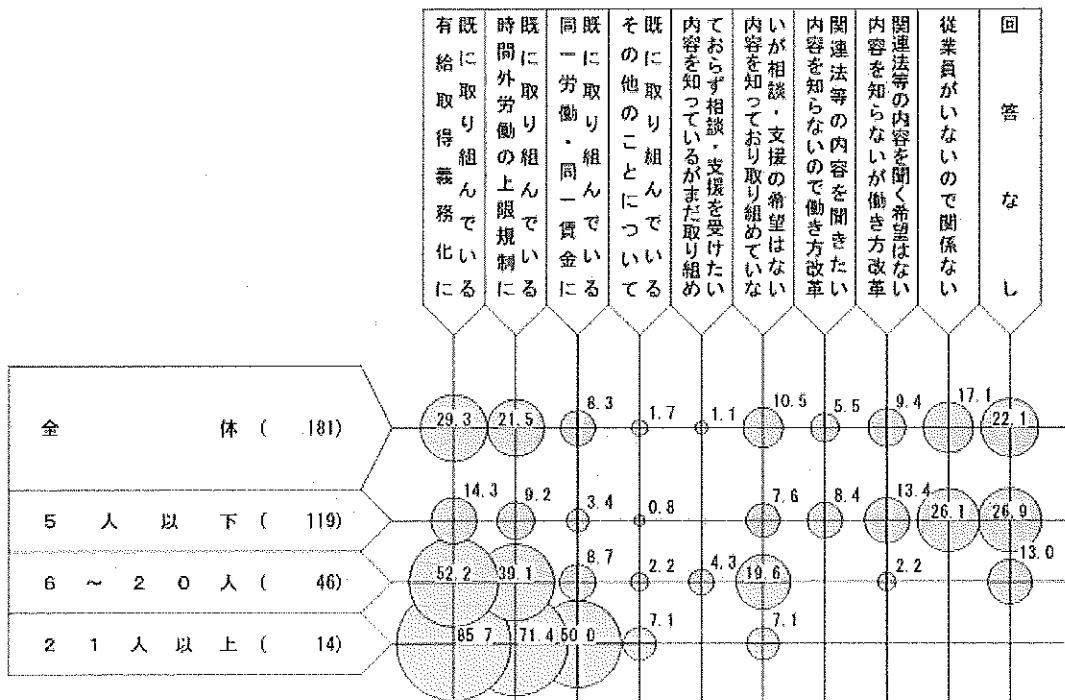 既に取り組んでいる
有給取得義務化に
既に取り組んでいる
時間外労働の上限規制に
既に取り組んでいる
同一労働・同一賃金に
既に取り組んでいる
その他のことについて
内容を知っているがまだ取り組め
ておらず相談・支援を受けたい
内容を知っており取り組めていな
いが相談・支援の希望はない
内容を知らないので働き方改革
関連法等の内容を聞きたい
内容を知らないが働き方改革
関連法等の内容を聞く希望はない
従業員がいないので関係ない
回答なし
全体 ( 181) 29.3 21.5 8.3 1.7 1.1 10.5 5.5 9.4 17.1 22.1
5人以下 ( 119) 14.3 9.2 3.4 0.8 7.6 8.4 13.4 26.1 26.9
6~20人 ( 46) 52.2 39.1 8.7 2.2 4.3 19.6 2.2 13.0
21人以上 ( 14) 85.7 71.4 50.0 7.1 7.1